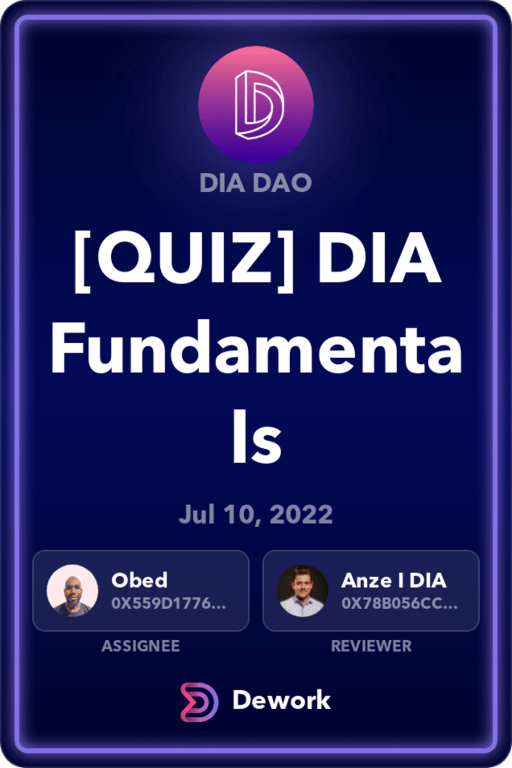 DIA DAO
[QUIZ] DIA
Fundamenta
ls
Jul 10, 2022
Obed
0X559D1776...
Anze I DIA
0X78B056CC...
ASSIGNEE
REVIEWER
Dework